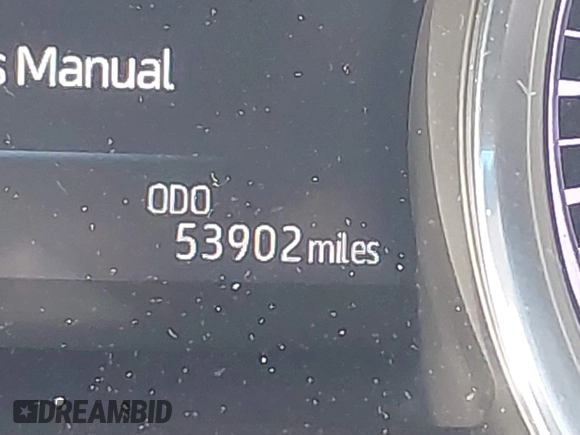 s Manual
ODO
53902 miles
DREAMBID